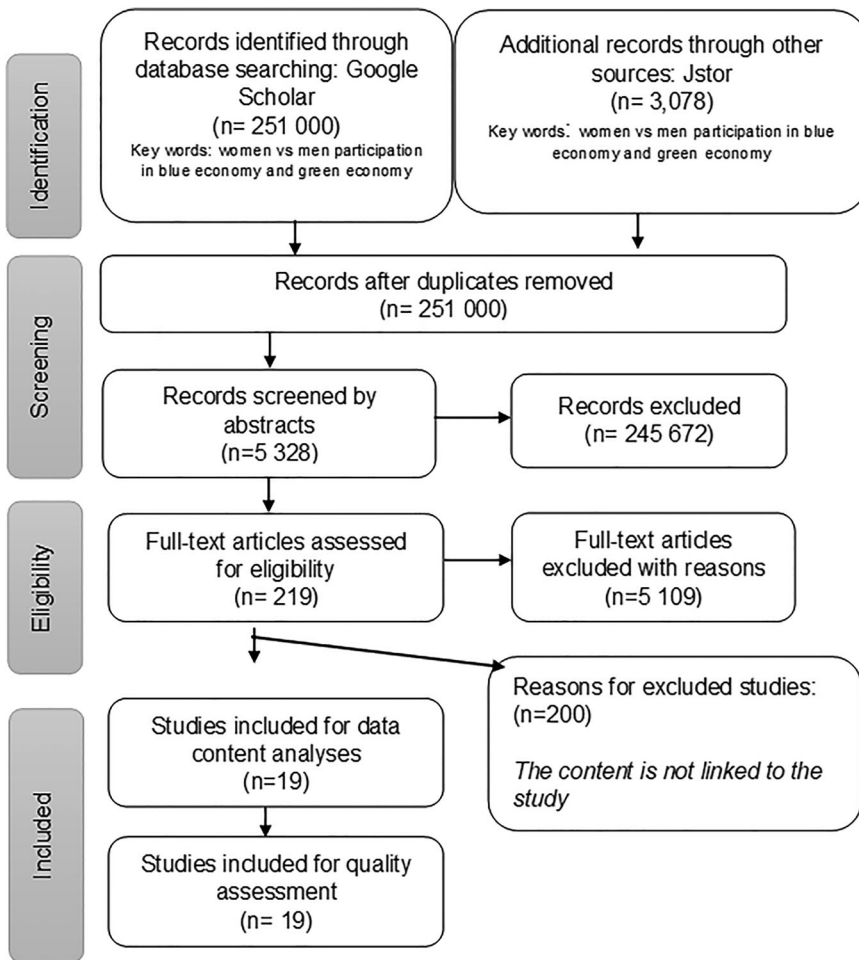 Identification
Records identified through
database searching: Google
Scholar
(n= 251 000)
Key words: women vs men participation
in blue economy and green economy
Additional records through other
sources: Jstor
(n= 3,078)
Key words: women vs men participation in blue
economy and green economy
Screening
Records after duplicates removed
(n= 251 000)
Records screened by
abstracts
(n=5 328)
Records excluded
(n= 245 672)
Eligibility
Full-text articles assessed
for eligibility
(n= 219)
Full-text articles
excluded with reasons
(n=5 109)
Reasons for excluded studies:
(n=200)
The content is not linked to the
study
Included
Studies included for data
content analyses
(n=19)
Studies included for quality
assessment
(n= 19)